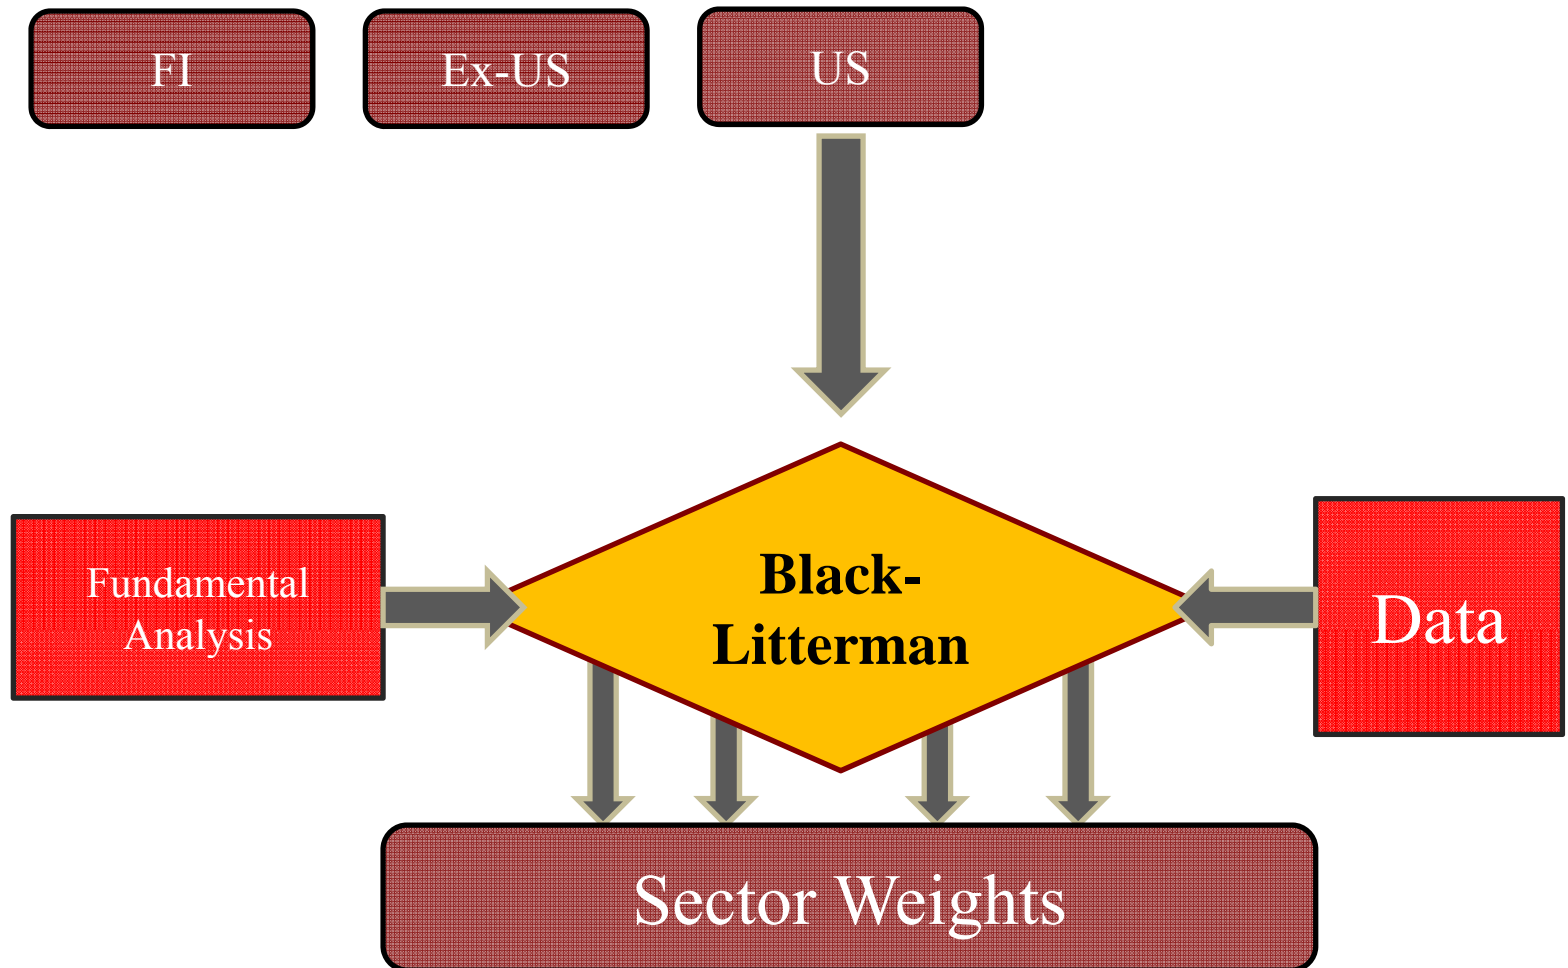 FI
Ex-US
US
Black-
Litterman
Fundamental
Analysis
Data
Sector Weights